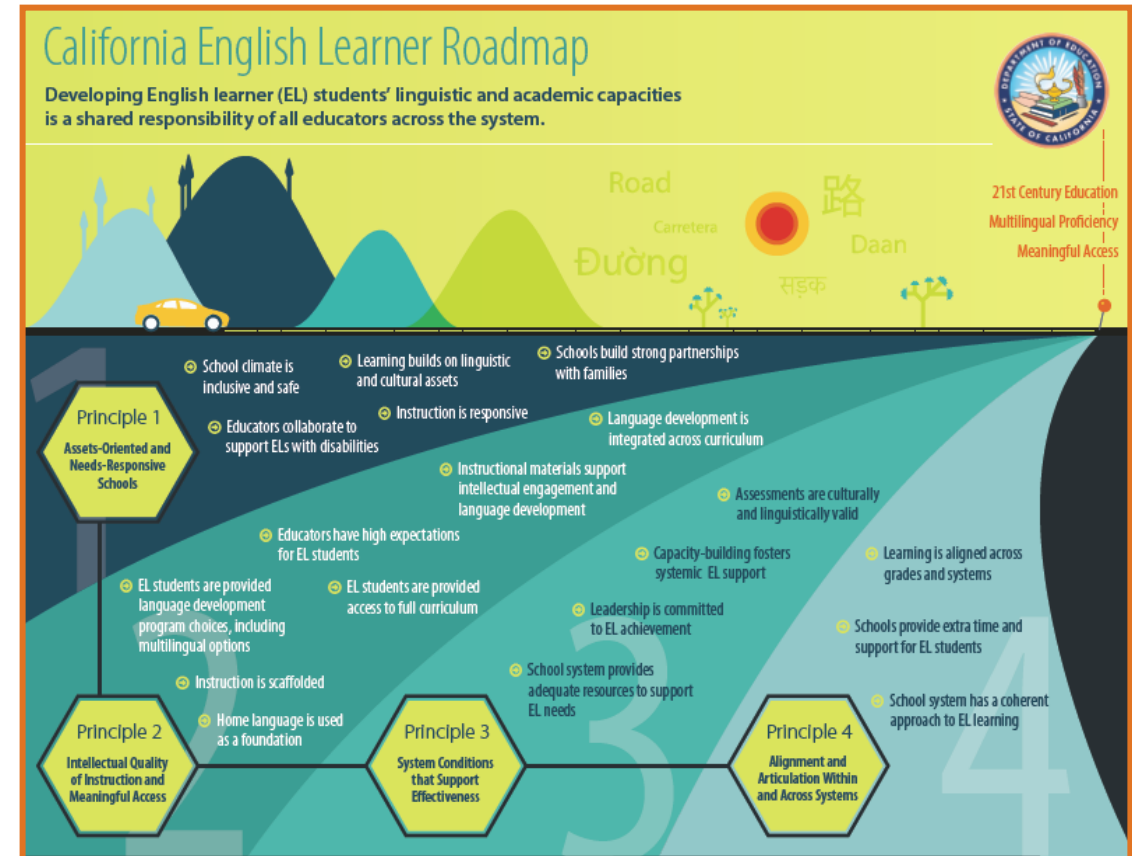 California English Learner Roadmap
Developing English learner (EL) students' linguistic and academic capacities
is a shared responsibility of all educators across the system.
DEPARTMENT OF EDUCATION
STATE OF CALIFORNIA
Road
路
Carretera
Đường
Daan
सड़क
21st Century Education
Multilingual Proficiency
Meaningful Access
1
Principle 1
Assets-Oriented and
Needs-Responsive
Schools
School climate is
inclusive and safe
Learning builds on linguistic
and cultural assets
Schools build strong partnerships
with families
Educators collaborate to
support ELs with disabilities
Instruction is responsive
2
Principle 2
Intellectual Quality
of Instruction and
Meaningful Access
Language development is
integrated across curriculum
Instructional materials support
intellectual engagement and
language development
Educators have high expectations
for EL students
EL students are provided
language development
program choices, including
multilingual options
EL students are provided
access to full curriculum
Instruction is scaffolded
Home language is used
as a foundation
3
Principle 3
System Conditions
that Support
Effectiveness
Assessments are culturally
and linguistically valid
Capacity-building fosters
systemic EL support
Leadership is committed
to EL achievement
School system provides
adequate resources to support
EL needs
4
Principle 4
Alignment and
Articulation Within
and Across Systems
Learning is aligned across
grades and systems
Schools provide extra time and
support for EL students
School system has a coherent
approach to EL learning